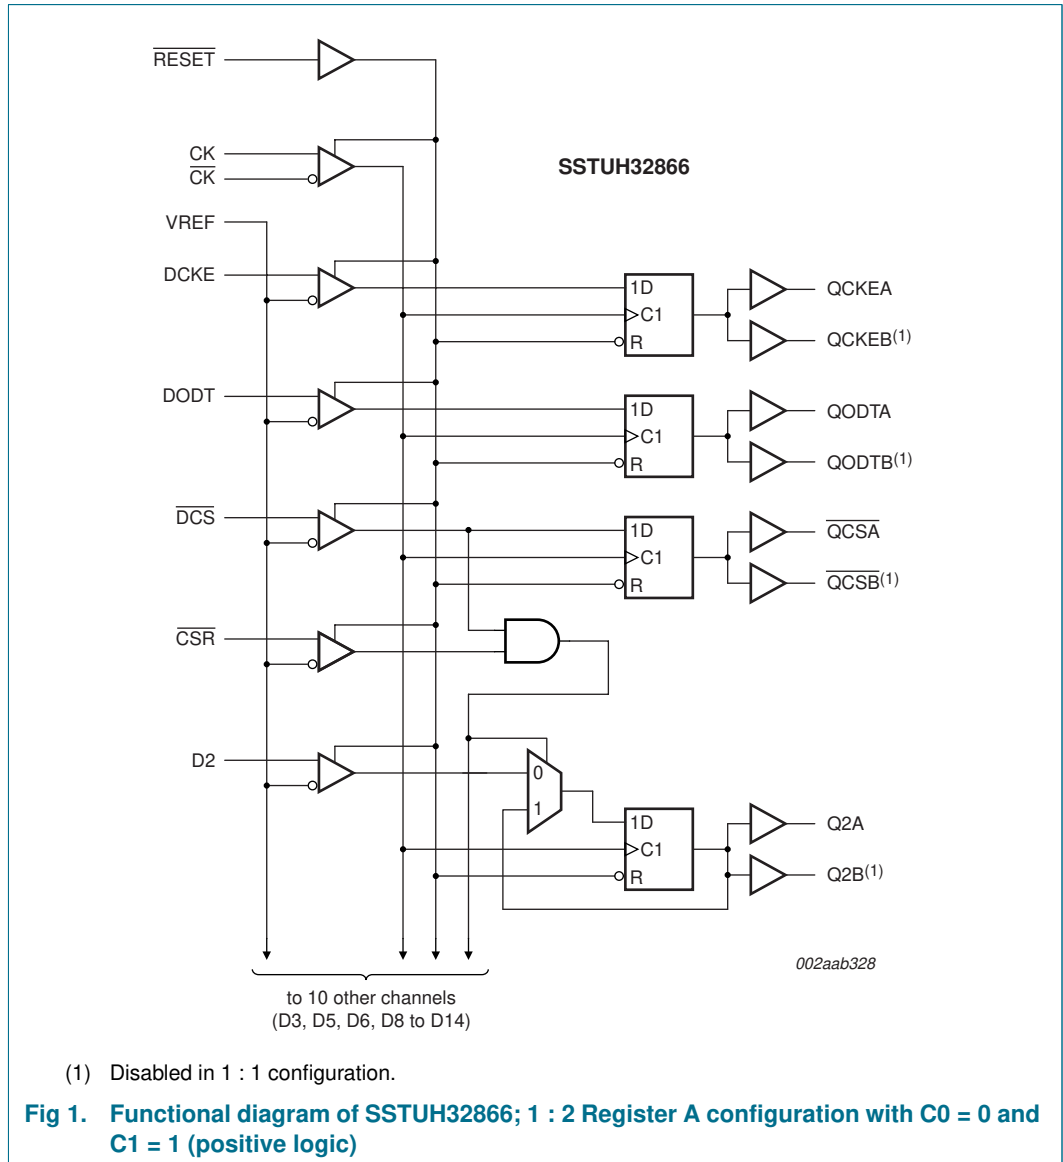 RESET
CK
CK
SSTUH32866
VREF
DCKE
1D
C1
R
QCKEA
QCKEB(1)
DODT
1D
C1
R
QODTA
QODTB(1)
DCS
1D
C1
R
QCSA
QCSB(1)
CSR
D2
0
1
1D
C1
R
Q2A
Q2B(1)
002aab328
to 10 other channels
(D3, D5, D6, D8 to D14)
(1) Disabled in 1 : 1 configuration.
Fig 1. Functional diagram of SSTUH32866; 1 : 2 Register A configuration with C0 = 0 and
C1 = 1 (positive logic)